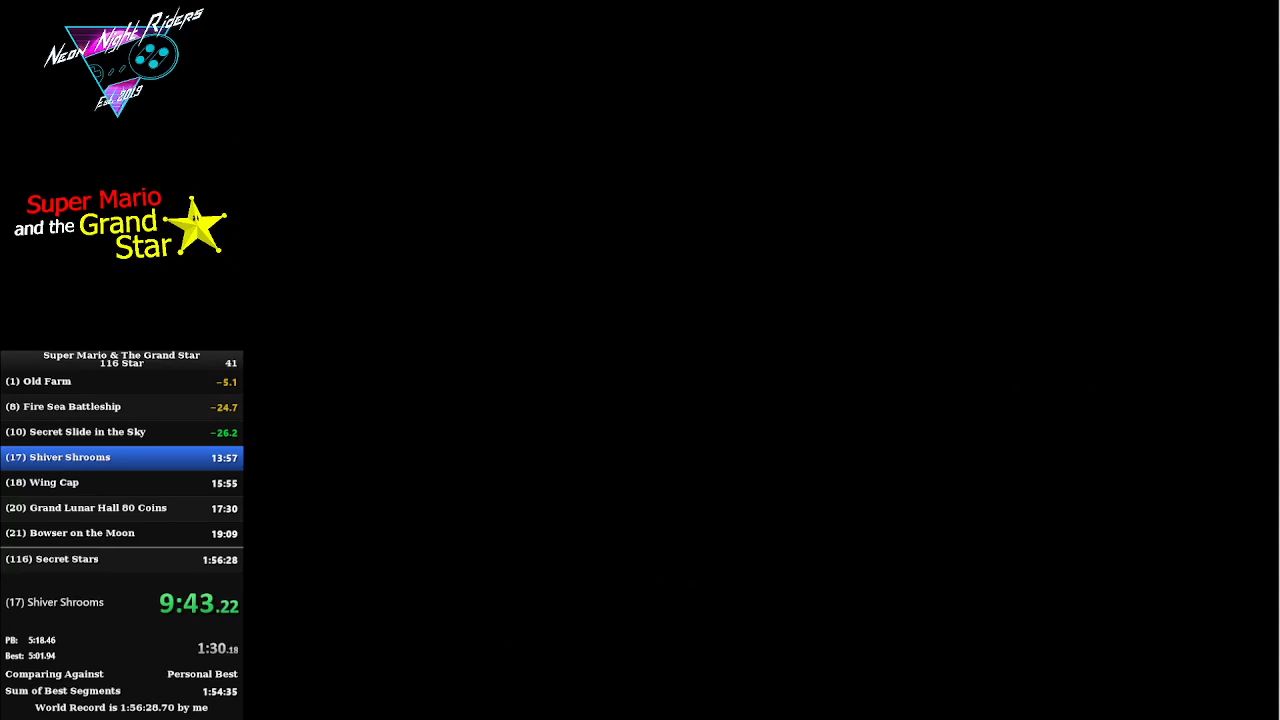 Neon Night Riders
Est. 2019
Super Mario
and the Grand
Star
Super Mario & The Grand Star
116 Star 41
(1) Old Farm −5.1
(8) Fire Sea Battleship −24.7
(10) Secret Slide in the Sky −26.2
(17) Shiver Shrooms 13:57
(18) Wing Cap 15:55
(20) Grand Lunar Hall 80 Coins 17:30
(21) Bowser on the Moon 19:09
(116) Secret Stars 1:56:28
(17) Shiver Shrooms 9:43.22
PB: 5:18.46
Best: 5:01.94 1:30.18
Comparing Against Personal Best
Sum of Best Segments 1:54:35
World Record is 1:56:28.70 by me